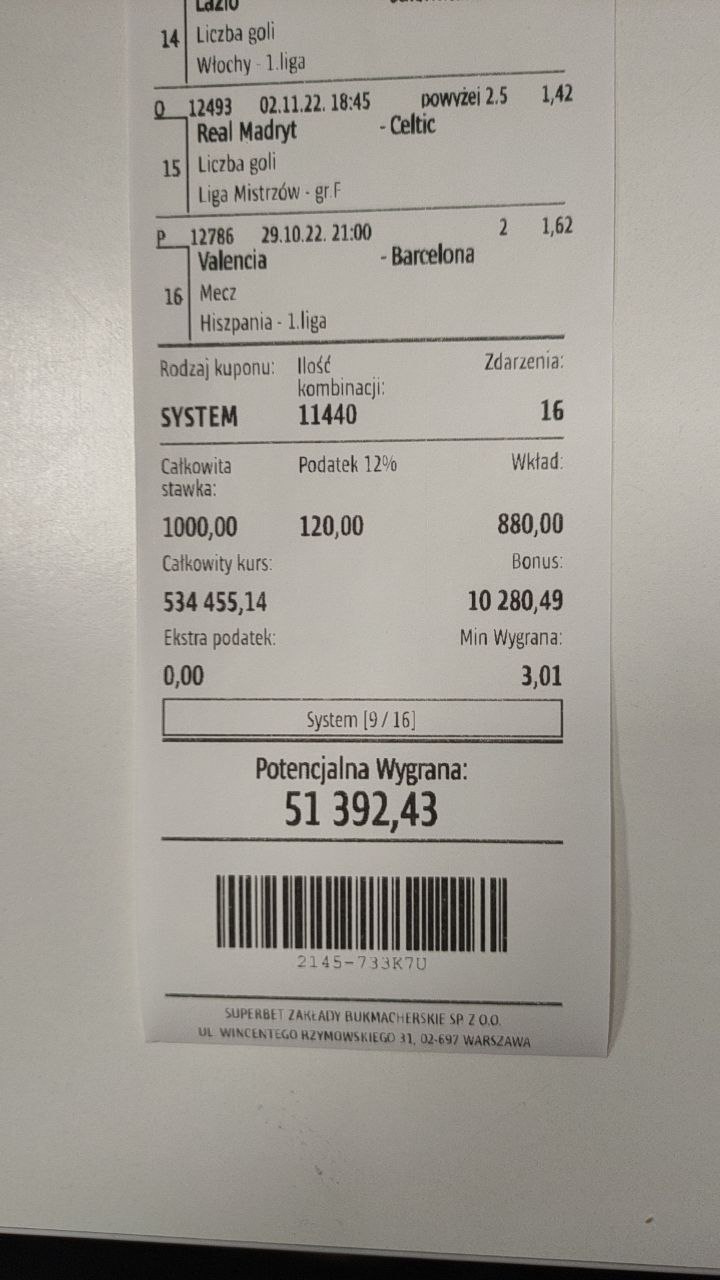 Lazio
14 Liczba goli
Włochy - 1.liga
O 12493 02.11.22. 18:45 powyżej 2.5 1,42
Real Madryt - Celtic
15 Liczba goli
Liga Mistrzów - gr.F
P 12786 29.10.22. 21:00 2 1,62
Valencia - Barcelona
16 Mecz
Hiszpania - 1.liga
Rodzaj kuponu: Ilość Zdarzenia:
kombinacji:
SYSTEM 11440 16
Całkowita Podatek 12% Wkład:
stawka:
1000,00 120,00 880,00
Całkowity kurs: Bonus:
534 455,14 10 280,49
Ekstra podatek: Min Wygrana:
0,00 3,01
System [9 / 16]
Potencjalna Wygrana:
51 392,43
2145-733K7U
SUPERBET ZAKŁADY BUKMACHERSKIE SP. Z O.O.
UL. WINCENTEGO RZYMOWSKIEGO 31, 02-697 WARSZAWA